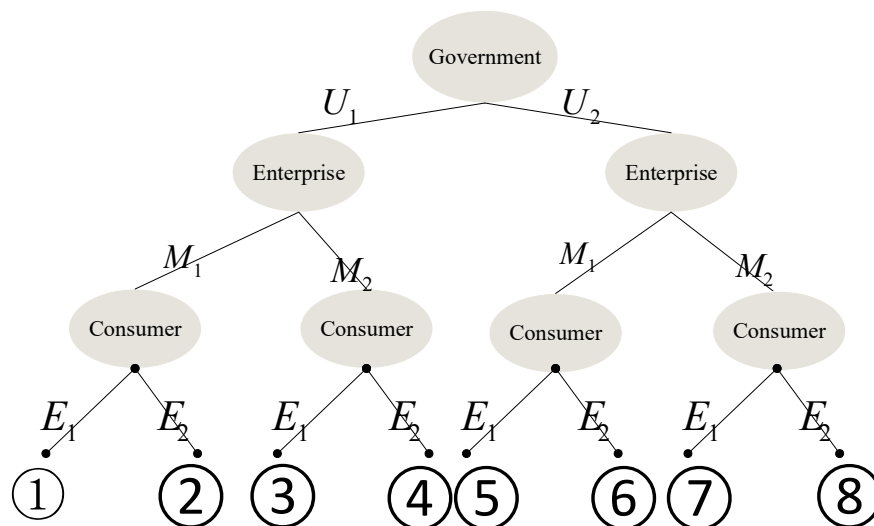 Government
U₁ U₂
Enterprise Enterprise
M₁ M₂ M₁ M₂
Consumer Consumer Consumer Consumer
E₁ E₂ E₁ E₂ E₁ E₂ E₁ E₂
① ② ③ ④ ⑤ ⑥ ⑦ ⑧